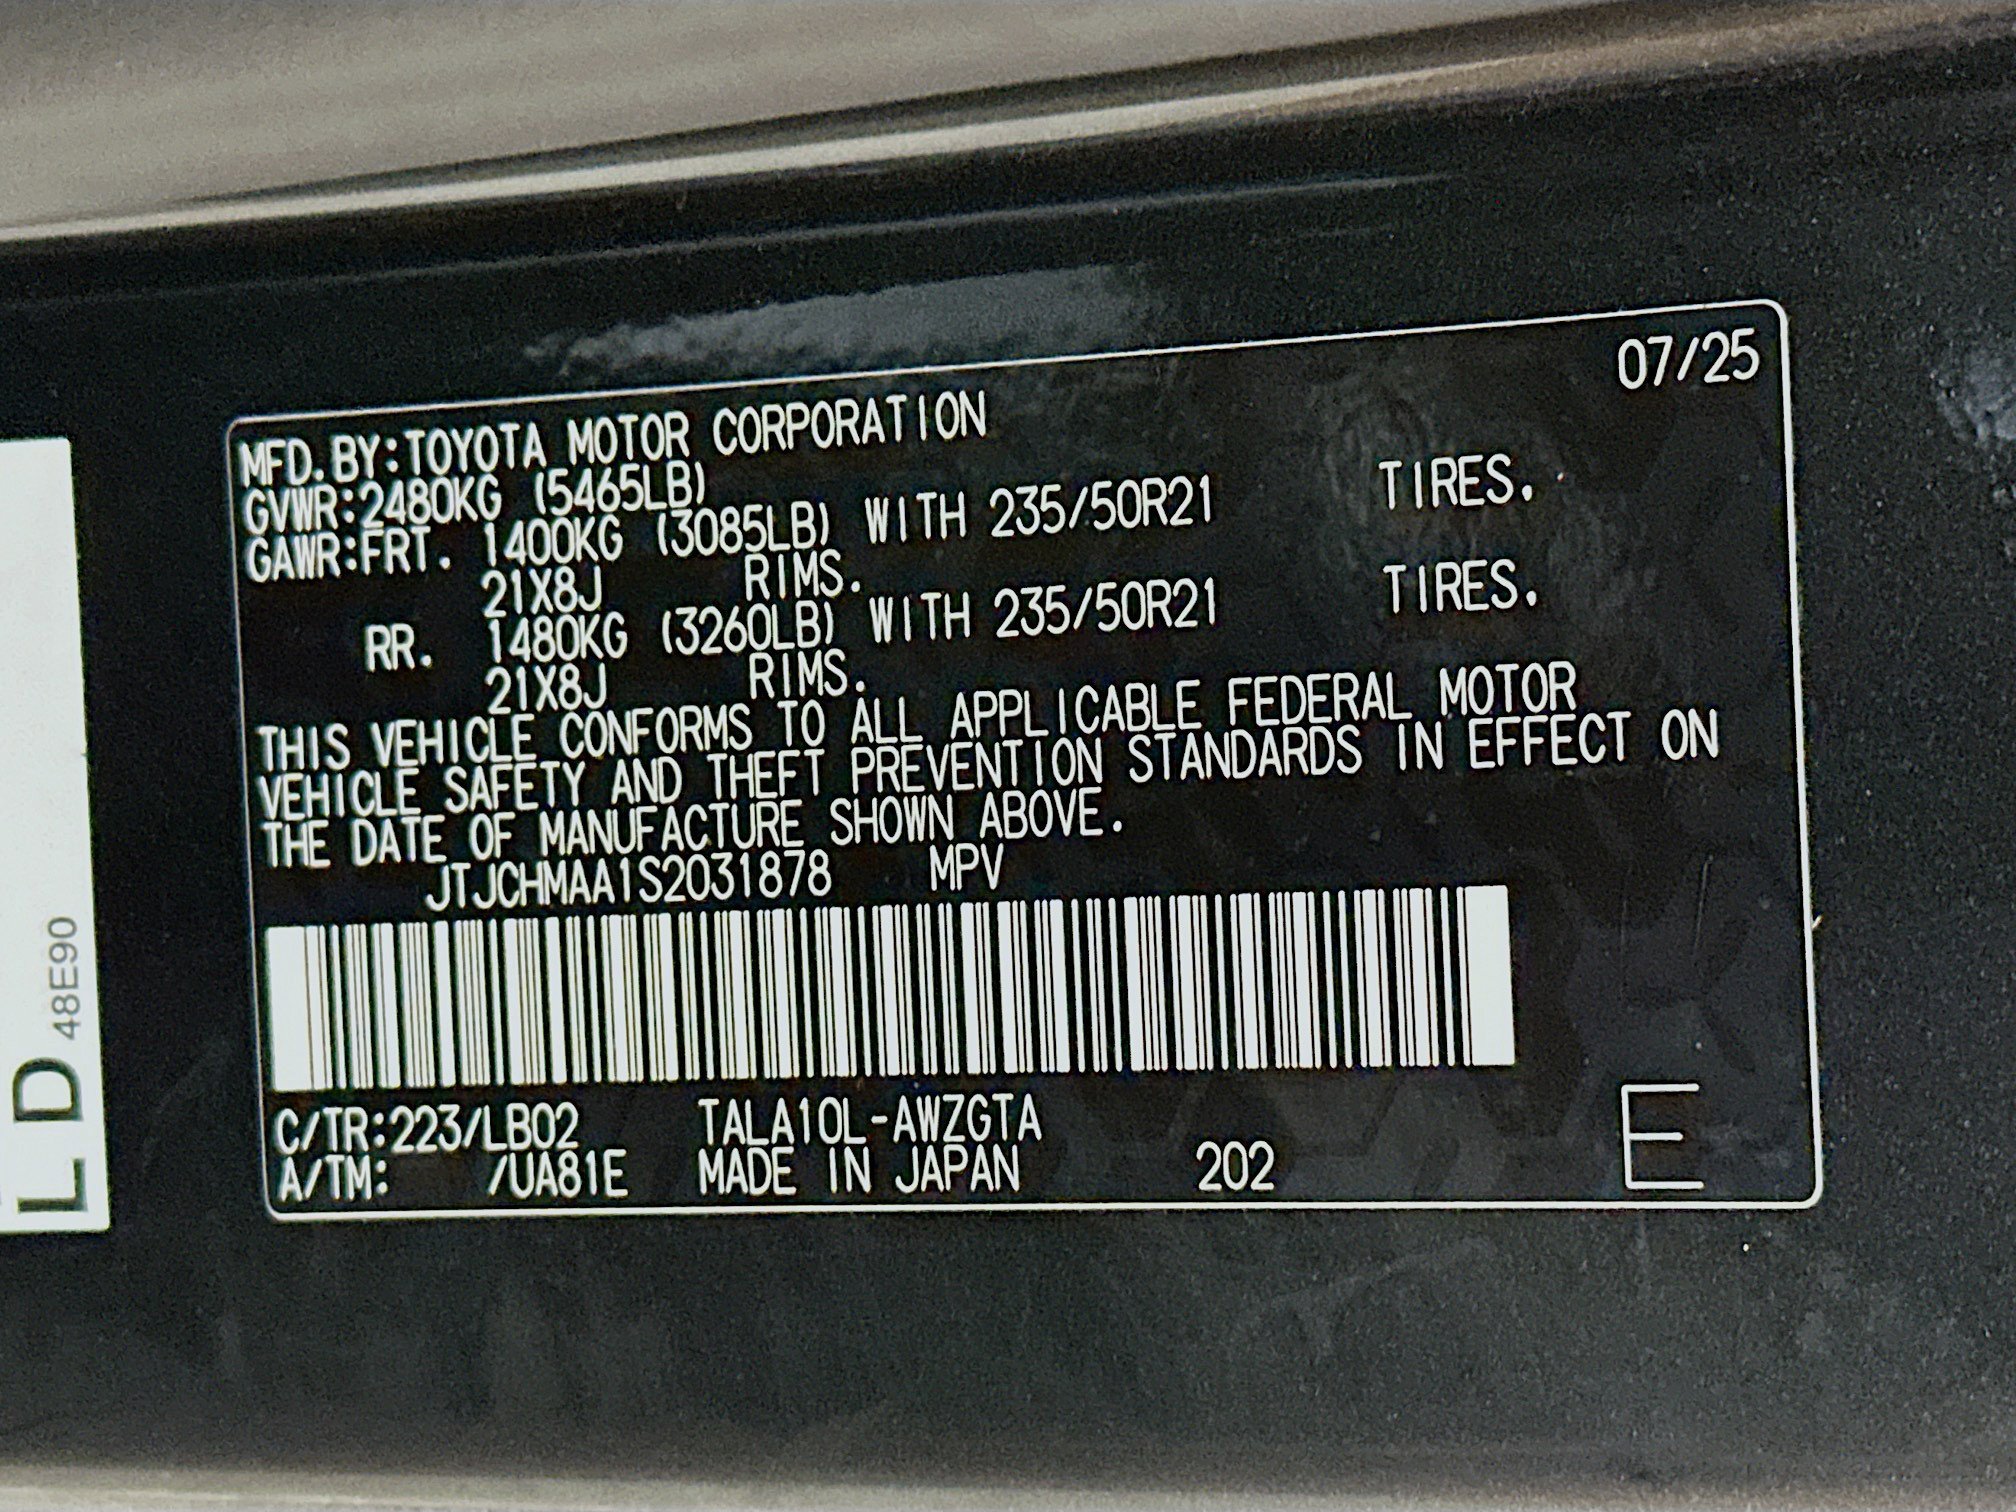 07/25
MFD.BY:TOYOTA MOTOR CORPORATION
GVWR:2480KG (5465LB)
GAWR:FRT. 1400KG (3085LB) WITH 235/50R21 TIRES.
21X8J RIMS.
RR. 1480KG (3260LB) WITH 235/50R21 TIRES.
21X8J RIMS.
THIS VEHICLE CONFORMS TO ALL APPLICABLE FEDERAL MOTOR
VEHICLE SAFETY AND THEFT PREVENTION STANDARDS IN EFFECT ON
THE DATE OF MANUFACTURE SHOWN ABOVE.
JTJCHMAA1S2031878 MPV
C/TR:223/LB02 TALA10L-AWZGTA
A/TM: /UA81E MADE IN JAPAN 202 E
LD 48E90